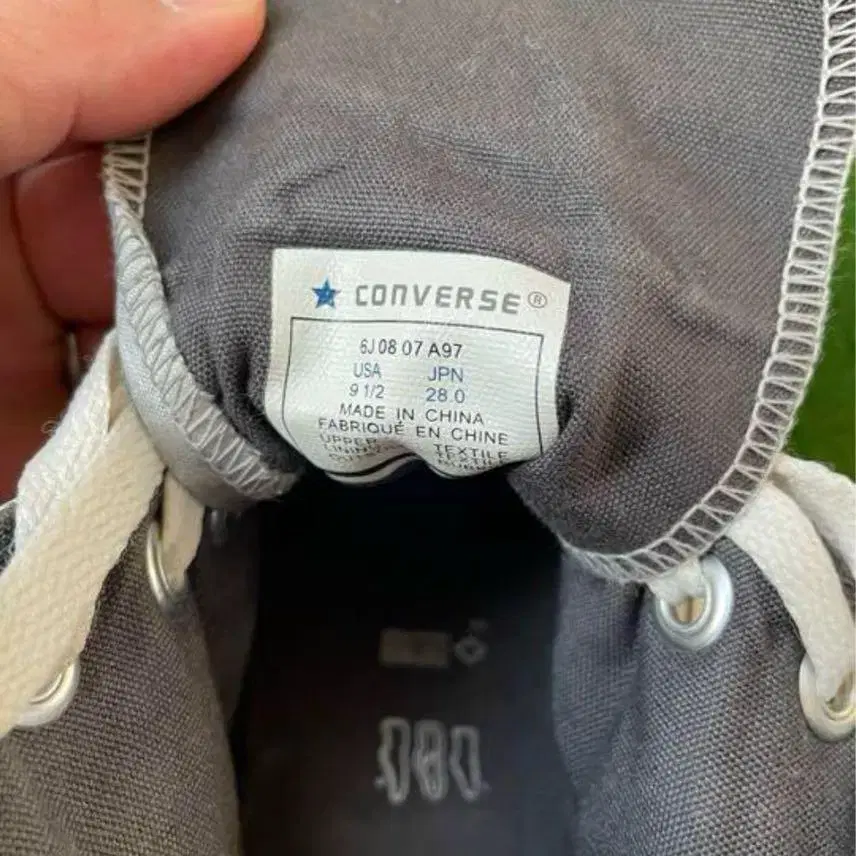 CONVERSE®
6J 08 07 A97
USA JPN
9 1/2 28.0
MADE IN CHINA
FABRIQUÉ EN CHINE
UPPER TEXTILE